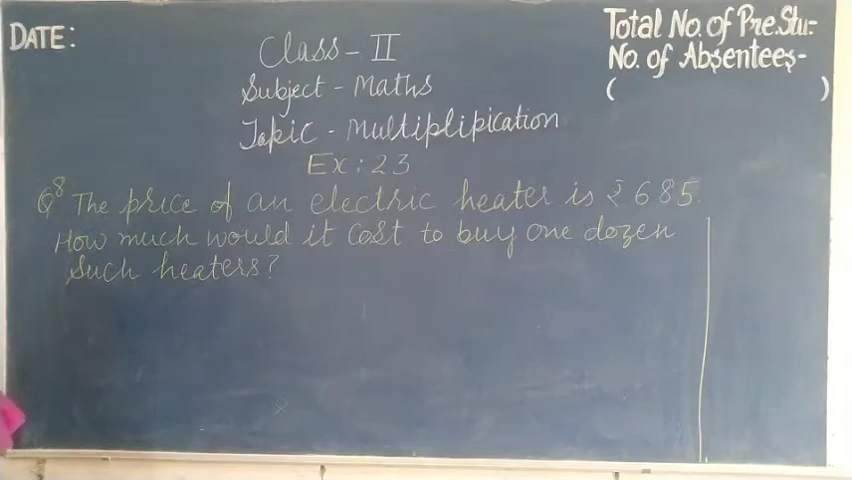 DATE:
Total No. of Pre.Stu:-
No. of Absentees-
( )
Class - II
Subject - Maths
Topic - Multiplipication
Ex: 23
Q8 The price of an electric heater is ₹ 685.
How much would it cost to buy one dozen
such heaters?
×